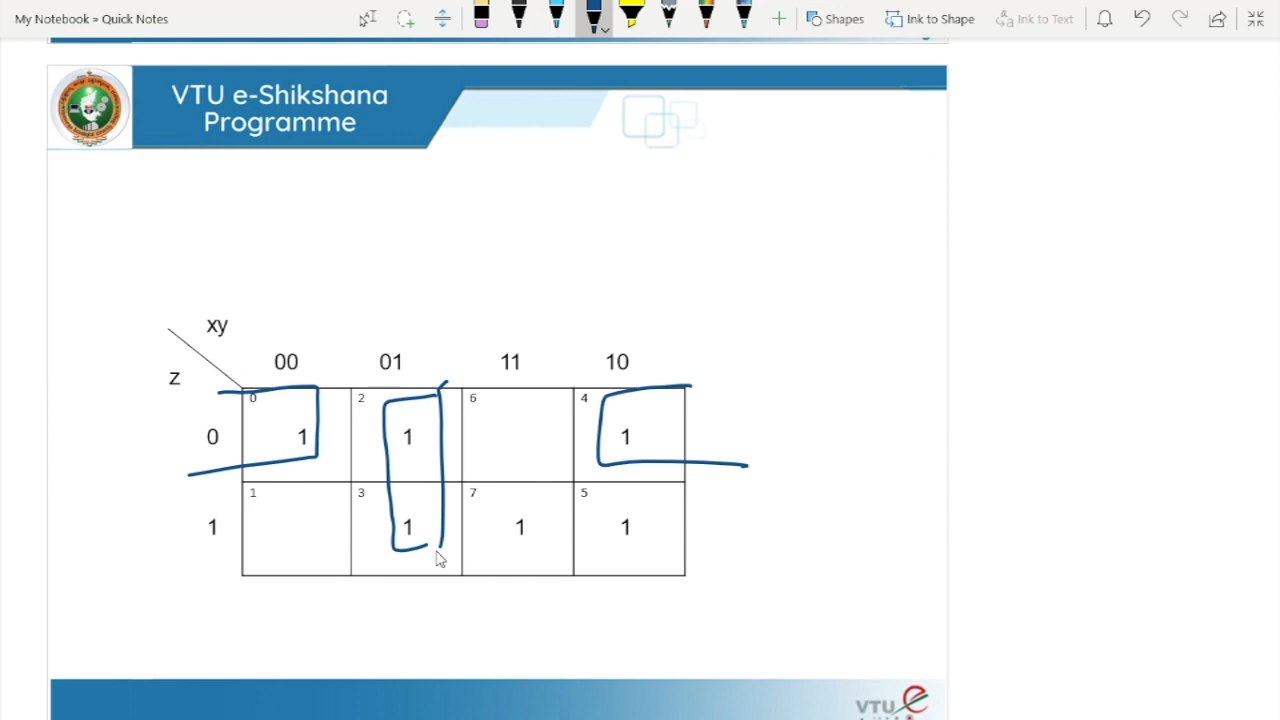 My Notebook » Quick Notes
Shapes
Ink to Shape
Ink to Text
VTU e-Shikshana
Programme
xy
z
00 01 11 10
0 2 6 4
0 1 1 1
1 3 7 5
1 1 1 1
VTU e